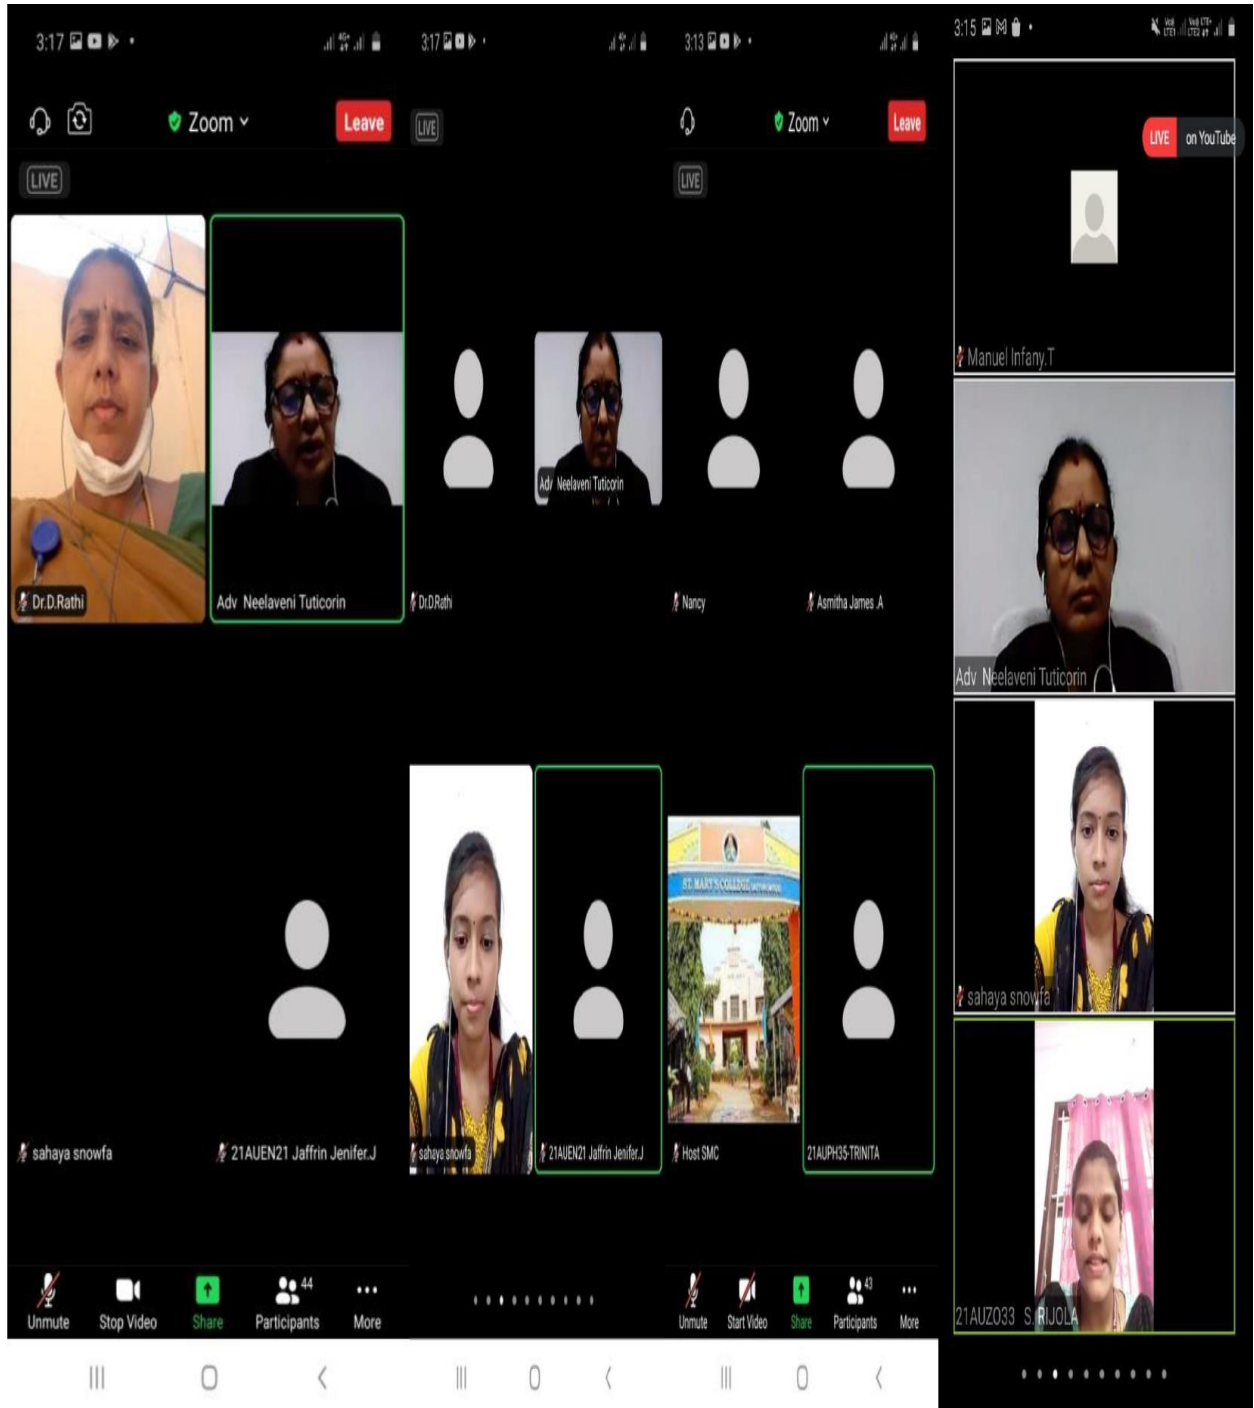 3:17
Zoom
Leave
LIVE
Dr.D.Rathi
Adv Neelaveni Tuticorin
sahaya snowfa
21AUEN21 Jaffrin Jenifer.J
44
Unmute
Stop Video
Share
Participants
More
3:17
LIVE
Dr.D.Rathi
Adv Neelaveni Tuticorin
sahaya snowfa
21AUEN21 Jaffrin Jenifer.J
3:13
Zoom
Leave
LIVE
Nancy
Asmitha James .A
ST. MARY'S COLLEGE
Host SMC
21AUPH35-TRINITA
43
Unmute
Start Video
Share
Participants
More
3:15
LIVE on YouTube
Manuel Infany.T
Adv Neelaveni Tuticorin
sahaya snowfa
21AUZO33 S. RIJOLA